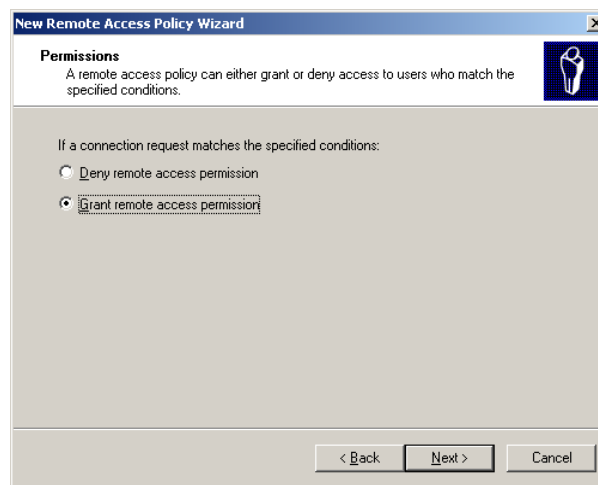 New Remote Access Policy Wizard
Permissions
A remote access policy can either grant or deny access to users who match the
specified conditions.
If a connection request matches the specified conditions:
Deny remote access permission
Grant remote access permission
< Back
Next >
Cancel